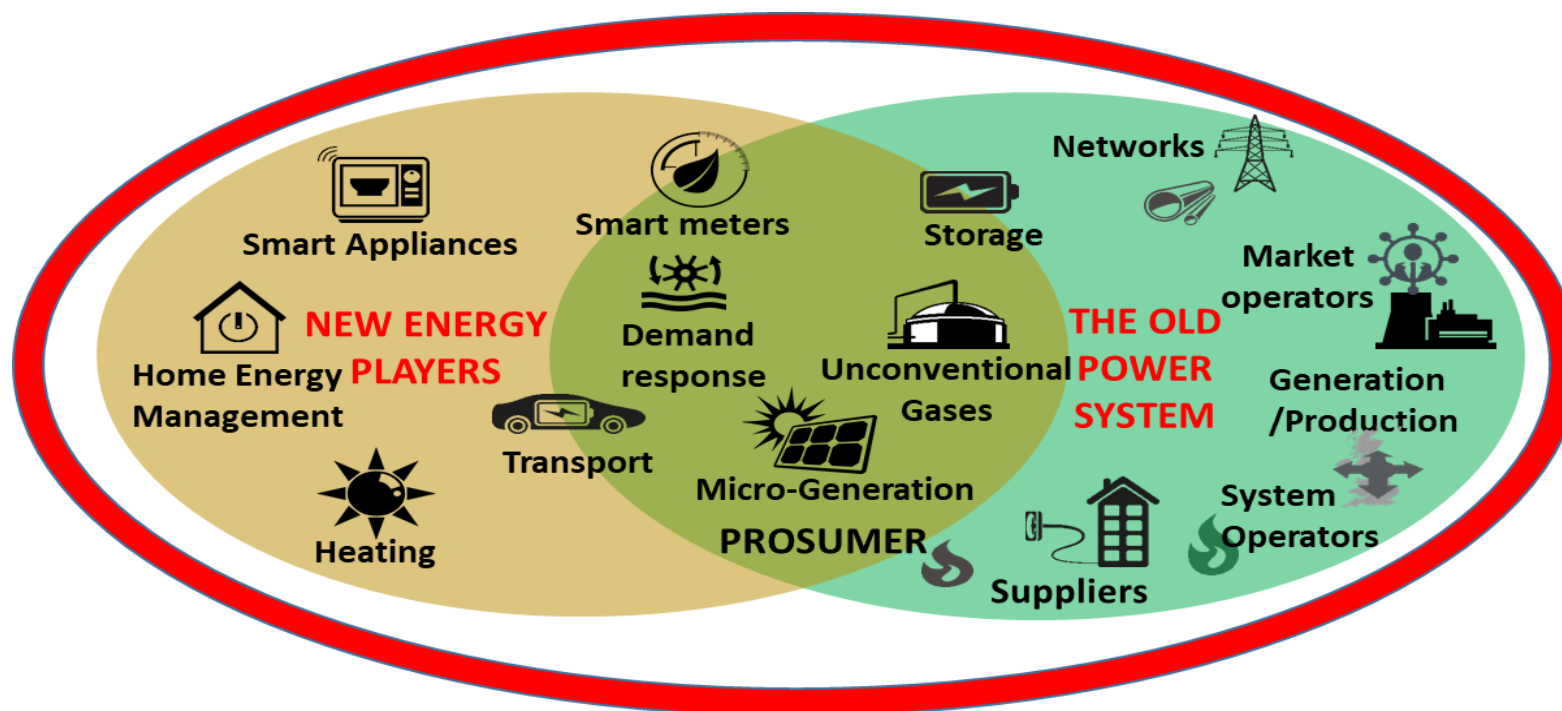 Smart Appliances
Smart meters
Storage
Networks
Market
operators
NEW ENERGY
PLAYERS
Home Energy
Management
Demand
response
Unconventional
Gases
THE OLD
POWER
SYSTEM
Generation
/Production
Transport
Heating
Micro-Generation
PROSUMER
Suppliers
System
Operators